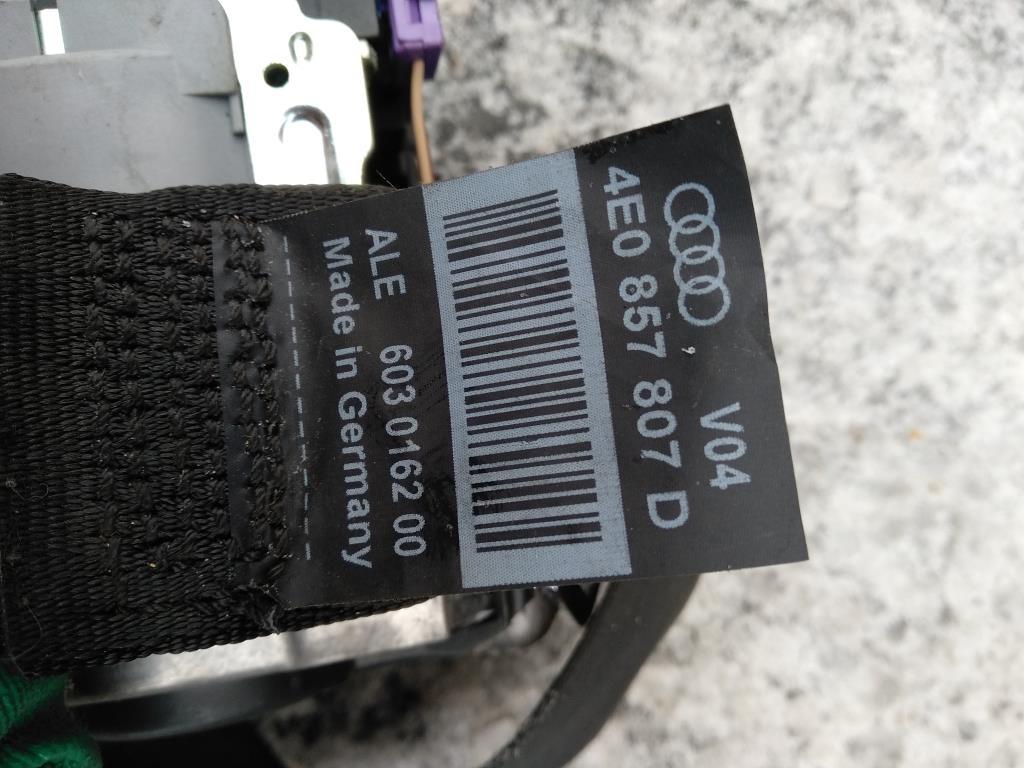 V04
4E0 857 807 D
ALE 603 0162 00
Made in Germany